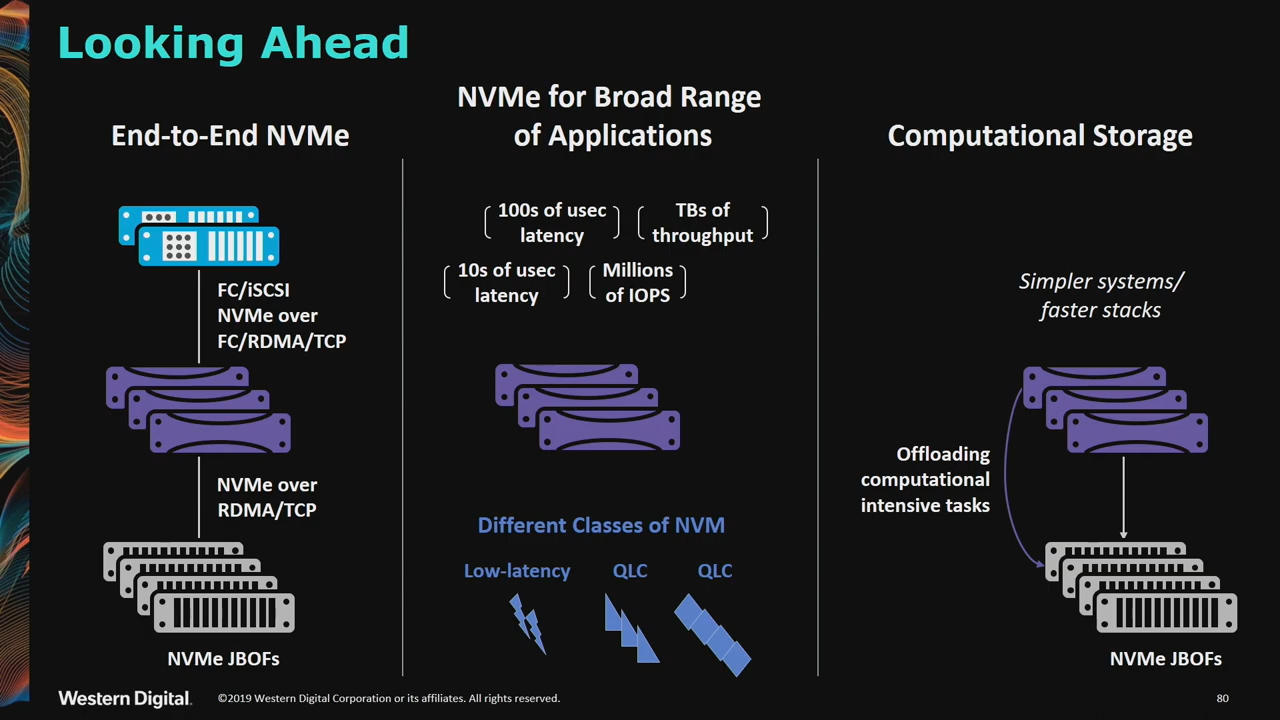 Looking Ahead
End-to-End NVMe
FC/iSCSI
NVMe over
FC/RDMA/TCP
NVMe over
RDMA/TCP
NVMe JBOFs
NVMe for Broad Range
of Applications
100s of usec
latency
TBs of
throughput
10s of usec
latency
Millions
of IOPS
Different Classes of NVM
Low-latency
QLC
QLC
Computational Storage
Simpler systems/
faster stacks
Offloading
computational
intensive tasks
NVMe JBOFs
Western Digital.
©2019 Western Digital Corporation or its affiliates. All rights reserved.
80